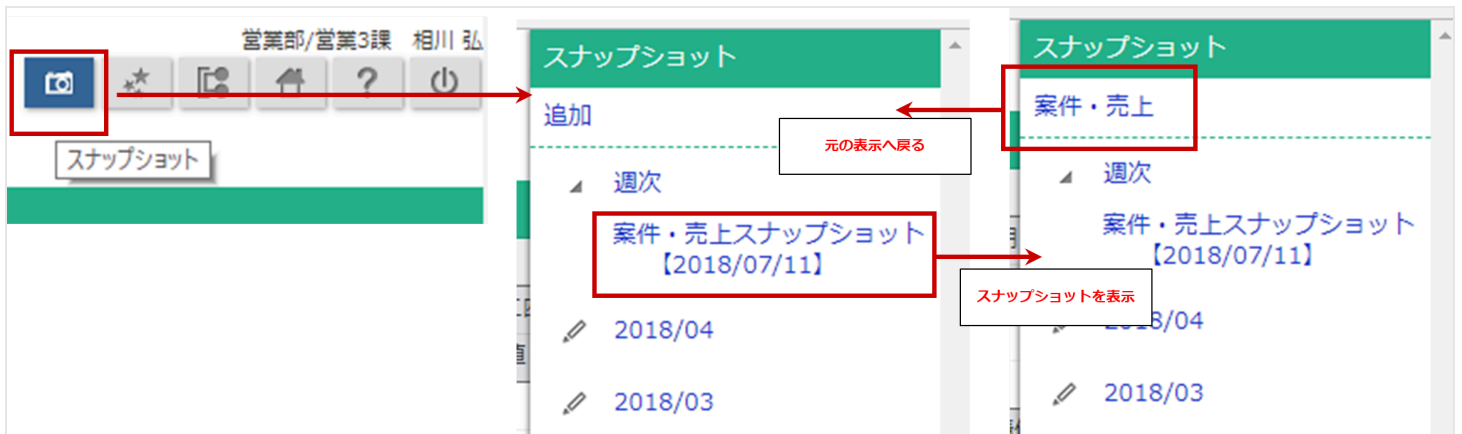 営業部/営業3課 相川 弘
?
スナップショット
スナップショット
追加
元の表示へ戻る
週次
案件・売上スナップショット
【2018/07/11】
2018/04
2018/03
スナップショット
案件・売上
週次
案件・売上スナップショット
【2018/07/11】
スナップショットを表示
8/04
2018/03